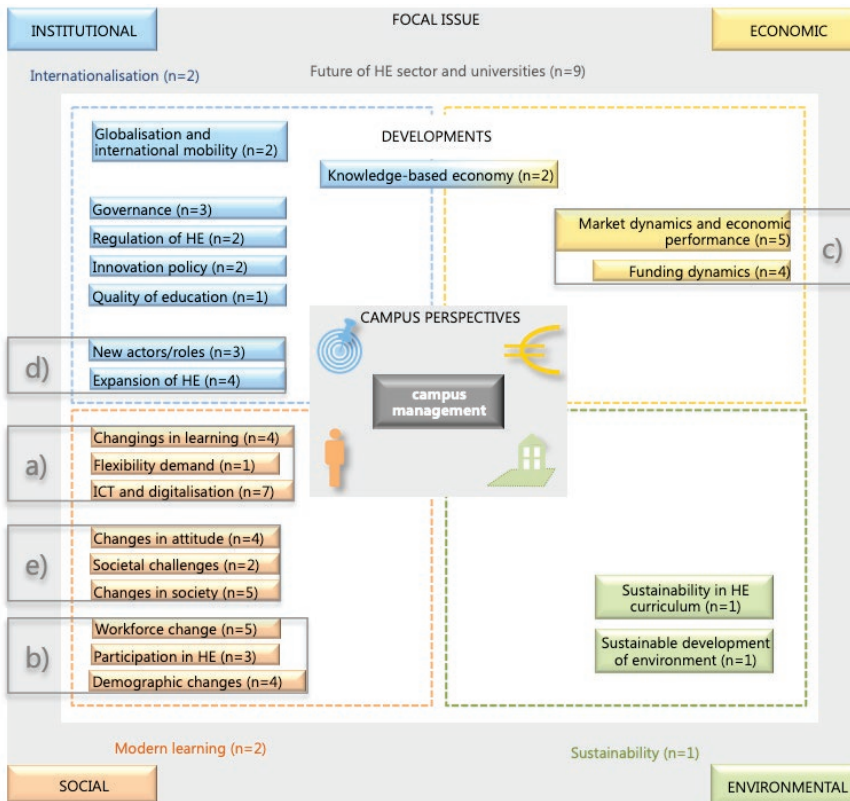 INSTITUTIONAL
FOCAL ISSUE
ECONOMIC
Internationalisation (n=2)
Future of HE sector and universities (n=9)
Globalisation and
international mobility (n=2)
DEVELOPMENTS
Knowledge-based economy (n=2)
Governance (n=3)
Regulation of HE (n=2)
Innovation policy (n=2)
Quality of education (n=1)
Market dynamics and economic
performance (n=5)
Funding dynamics (n=4)
c)
CAMPUS PERSPECTIVES
campus
management
d)
New actors/roles (n=3)
Expansion of HE (n=4)
a)
Changings in learning (n=4)
Flexibility demand (n=1)
ICT and digitalisation (n=7)
e)
Changes in attitude (n=4)
Societal challenges (n=2)
Changes in society (n=5)
b)
Workforce change (n=5)
Participation in HE (n=3)
Demographic changes (n=4)
Sustainability in HE
curriculum (n=1)
Sustainable development
of environment (n=1)
Modern learning (n=2)
Sustainability (n=1)
SOCIAL
ENVIRONMENTAL